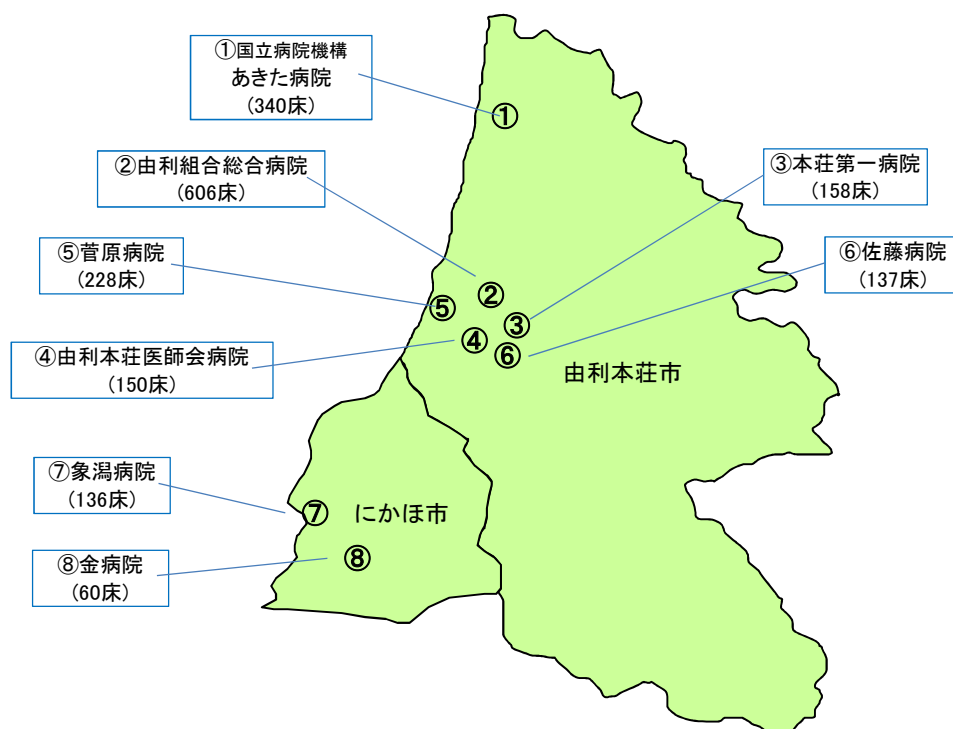 ①国立病院機構
あきた病院
(340床)
①
②由利組合総合病院
(606床)
③本荘第一病院
(158床)
⑤菅原病院
(228床)
⑥佐藤病院
(137床)
②
⑤
③
④
⑥
④由利本荘医師会病院
(150床)
由利本荘市
⑦象潟病院
(136床)
⑦
にかほ市
⑧
⑧金病院
(60床)